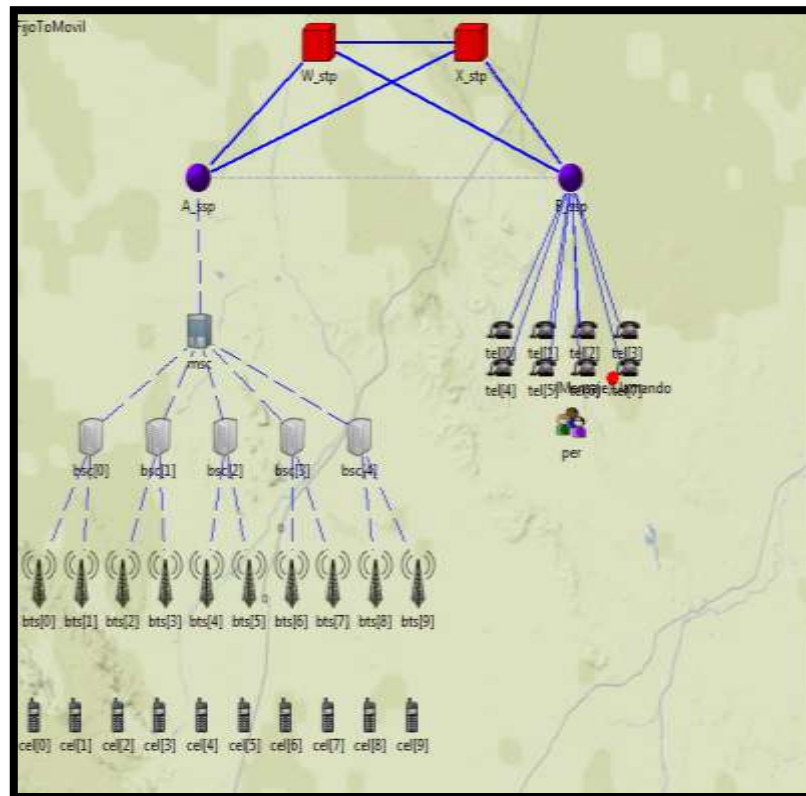 FijoToMovil
W_stp X_stp
A_ssp B_ssp
msc
tel[0] tel[1] tel[2] tel[3]
tel[4] tel[5] tel[7]
per
bsc[0] bsc[1] bsc[2] bsc[3] bsc[4]
bts[0] bts[1] bts[2] bts[3] bts[4] bts[5] bts[6] bts[7] bts[8] bts[9]
cel[0] cel[1] cel[2] cel[3] cel[4] cel[5] cel[6] cel[7] cel[8] cel[9]